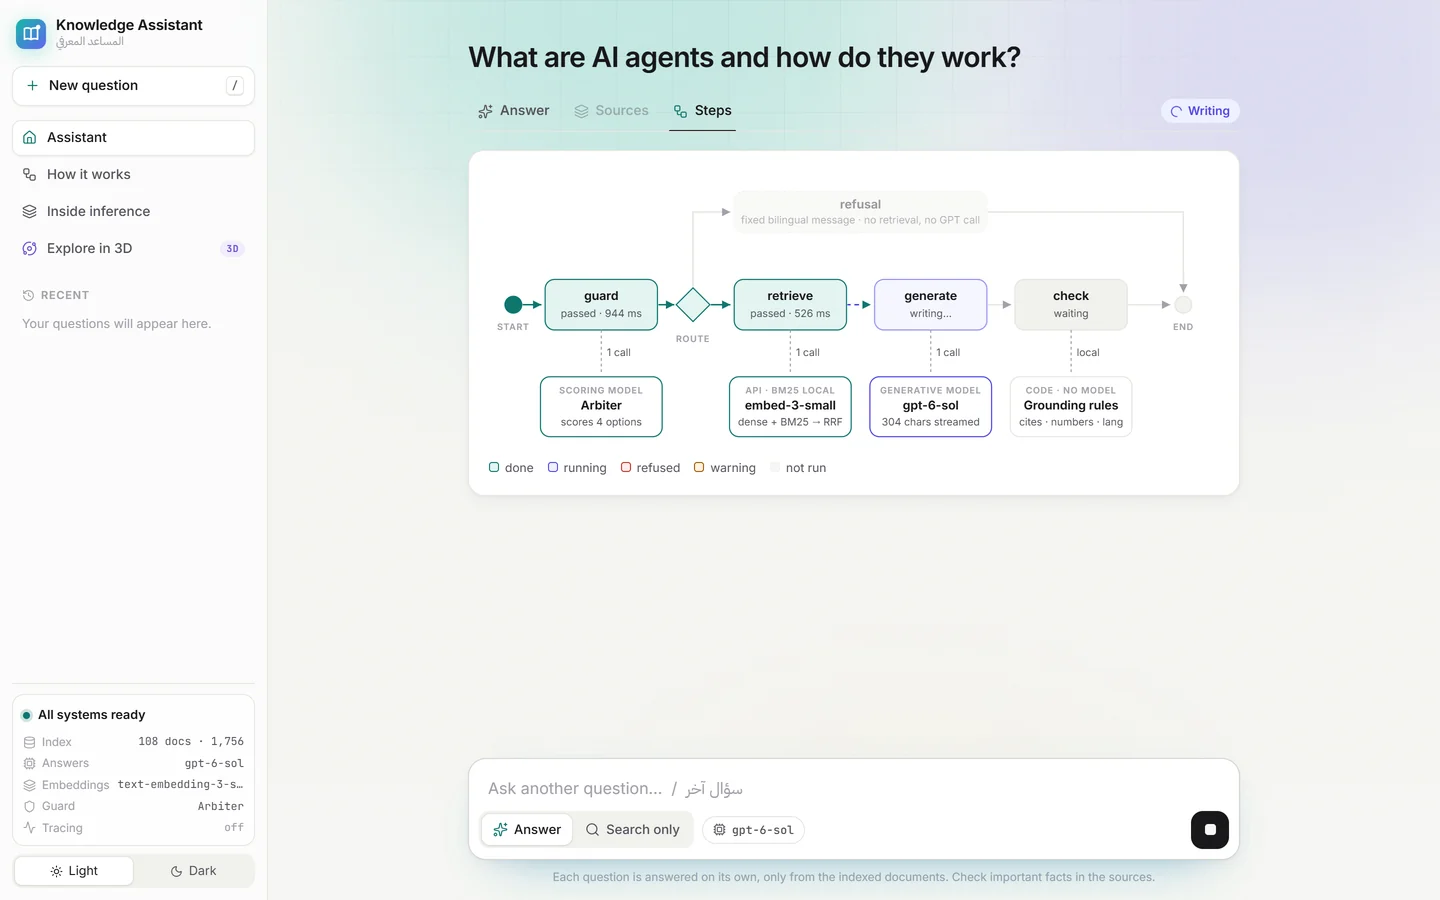 Knowledge Assistant
المساعد المعرفي
New question /
Assistant
How it works
Inside inference
Explore in 3D 3D
RECENT
Your questions will appear here.
All systems ready
Index 108 docs · 1,756
Answers gpt-6-sol
Embeddings text-embedding-3-s…
Guard Arbiter
Tracing off
Light Dark
What are AI agents and how do they work?
Answer Sources Steps Writing
refusal
fixed bilingual message · no retrieval, no GPT call
START
guard
passed · 944 ms
ROUTE
retrieve
passed · 526 ms
generate
writing…
check
waiting
END
1 call
1 call
1 call
local
SCORING MODEL
Arbiter
scores 4 options
API · BM25 LOCAL
embed-3-small
dense + BM25 → RRF
GENERATIVE MODEL
gpt-6-sol
304 chars streamed
CODE · NO MODEL
Grounding rules
cites · numbers · lang
done running refused warning not run
Ask another question… / سؤال آخر
Answer Search only gpt-6-sol
Each question is answered on its own, only from the indexed documents. Check important facts in the sources.